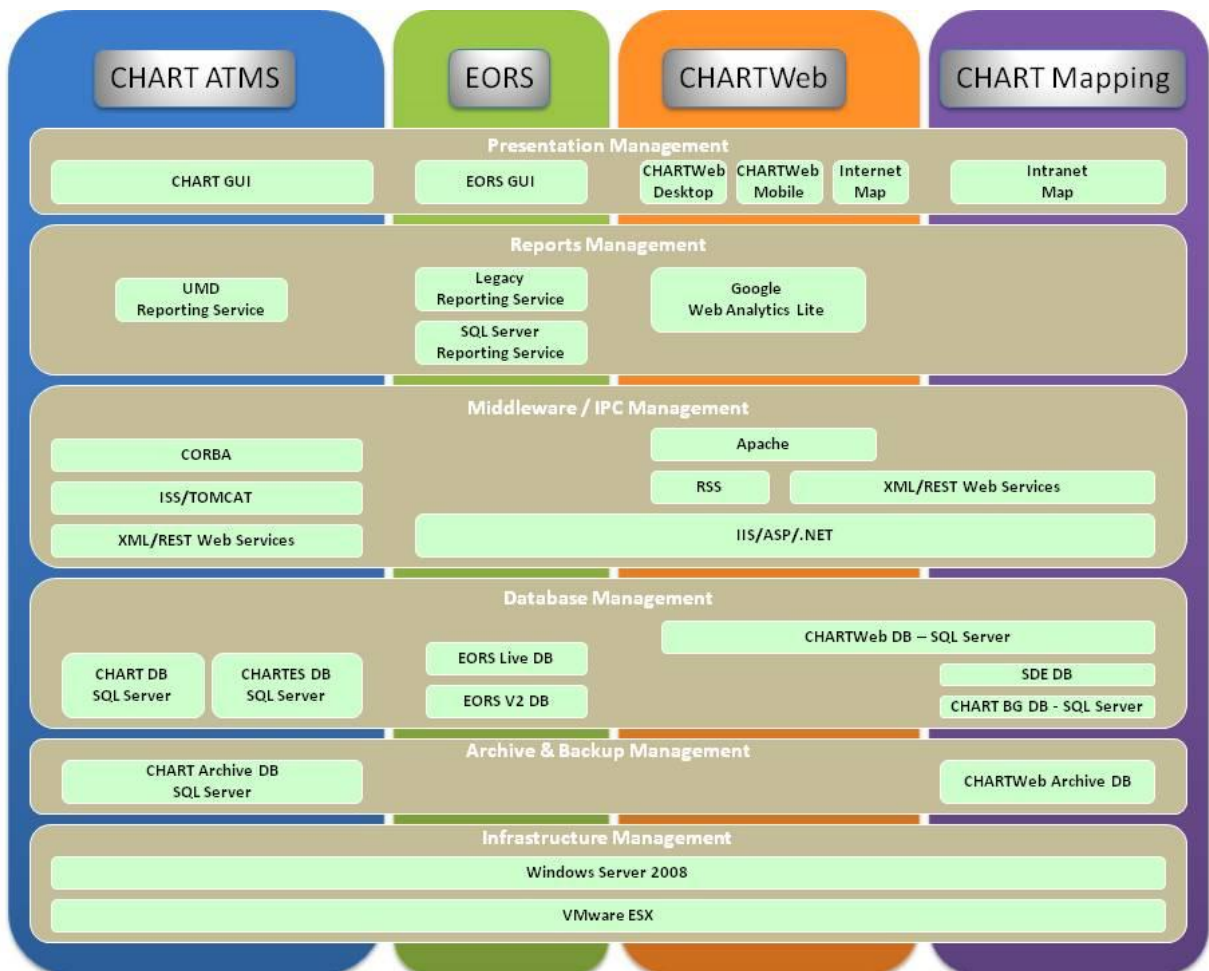 CHART ATMS
EORS
CHARTWeb
CHART Mapping
Presentation Management
CHART GUI
EORS GUI
CHARTWeb
Desktop
CHARTWeb
Mobile
Internet
Map
Intranet
Map
Reports Management
UMD
Reporting Service
Legacy
Reporting Service
SQL Server
Reporting Service
Google
Web Analytics Lite
Middleware / IPC Management
CORBA
ISS/TOMCAT
XML/REST Web Services
Apache
RSS
XML/REST Web Services
IIS/ASP/.NET
Database Management
CHART DB
SQL Server
CHARTES DB
SQL Server
EORS Live DB
EORS V2 DB
CHARTWeb DB – SQL Server
SDE DB
CHART BG DB - SQL Server
Archive & Backup Management
CHART Archive DB
SQL Server
CHARTWeb Archive DB
Infrastructure Management
Windows Server 2008
VMware ESX